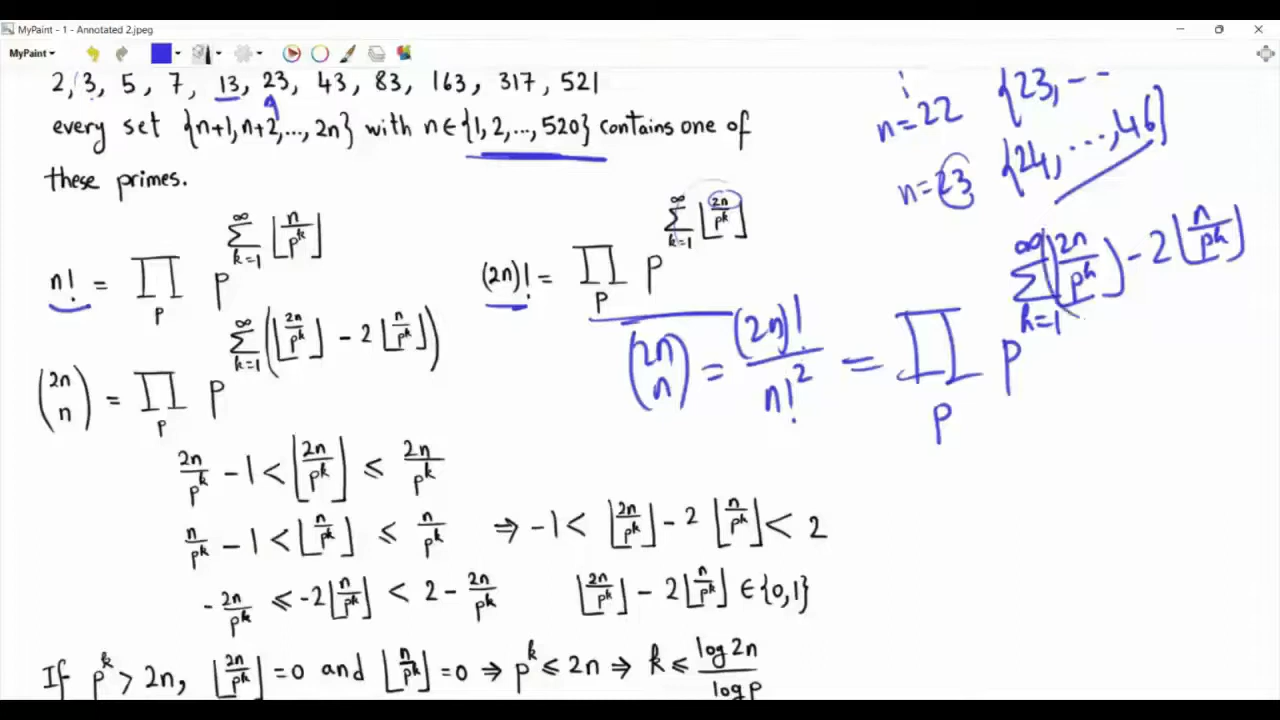 MyPaint - 1 - Annotated 2.jpeg
MyPaint
2, 3, 5, 7, 13, 23, 43, 83, 163, 317, 521
every set {n+1, n+2, ..., 2n} with n ∈ {1, 2, ..., 520} contains one of
these primes.
n = 22 {23, --
n = 23 {24, ..., 46}
n! = ∏_p p^{∑_{k=1}^{∞} ⌊n/p^k⌋}
(2n)! = ∏_p p^{∑_{k=1}^{∞} ⌊2n/p^k⌋}
(2n n) = ∏_p p^{∑_{k=1}^{∞} (⌊2n/p^k⌋ - 2⌊n/p^k⌋)}
(2n n) = (2n)!/n!^2 = ∏_p p^{∑_{k=1}^{∞} ⌊2n/p^k⌋ - 2⌊n/p^k⌋}
2n/p^k - 1 < ⌊2n/p^k⌋ ≤ 2n/p^k
n/p^k - 1 < ⌊n/p^k⌋ ≤ n/p^k ⇒ -1 < ⌊2n/p^k⌋ - 2⌊n/p^k⌋ < 2
-2n/p^k ≤ -2⌊n/p^k⌋ < 2 - 2n/p^k ⌊2n/p^k⌋ - 2⌊n/p^k⌋ ∈ {0,1}
If p^k > 2n, ⌊2n/p^k⌋ = 0 and ⌊n/p^k⌋ = 0 ⇒ p^k ≤ 2n ⇒ k ≤ log 2n/log p